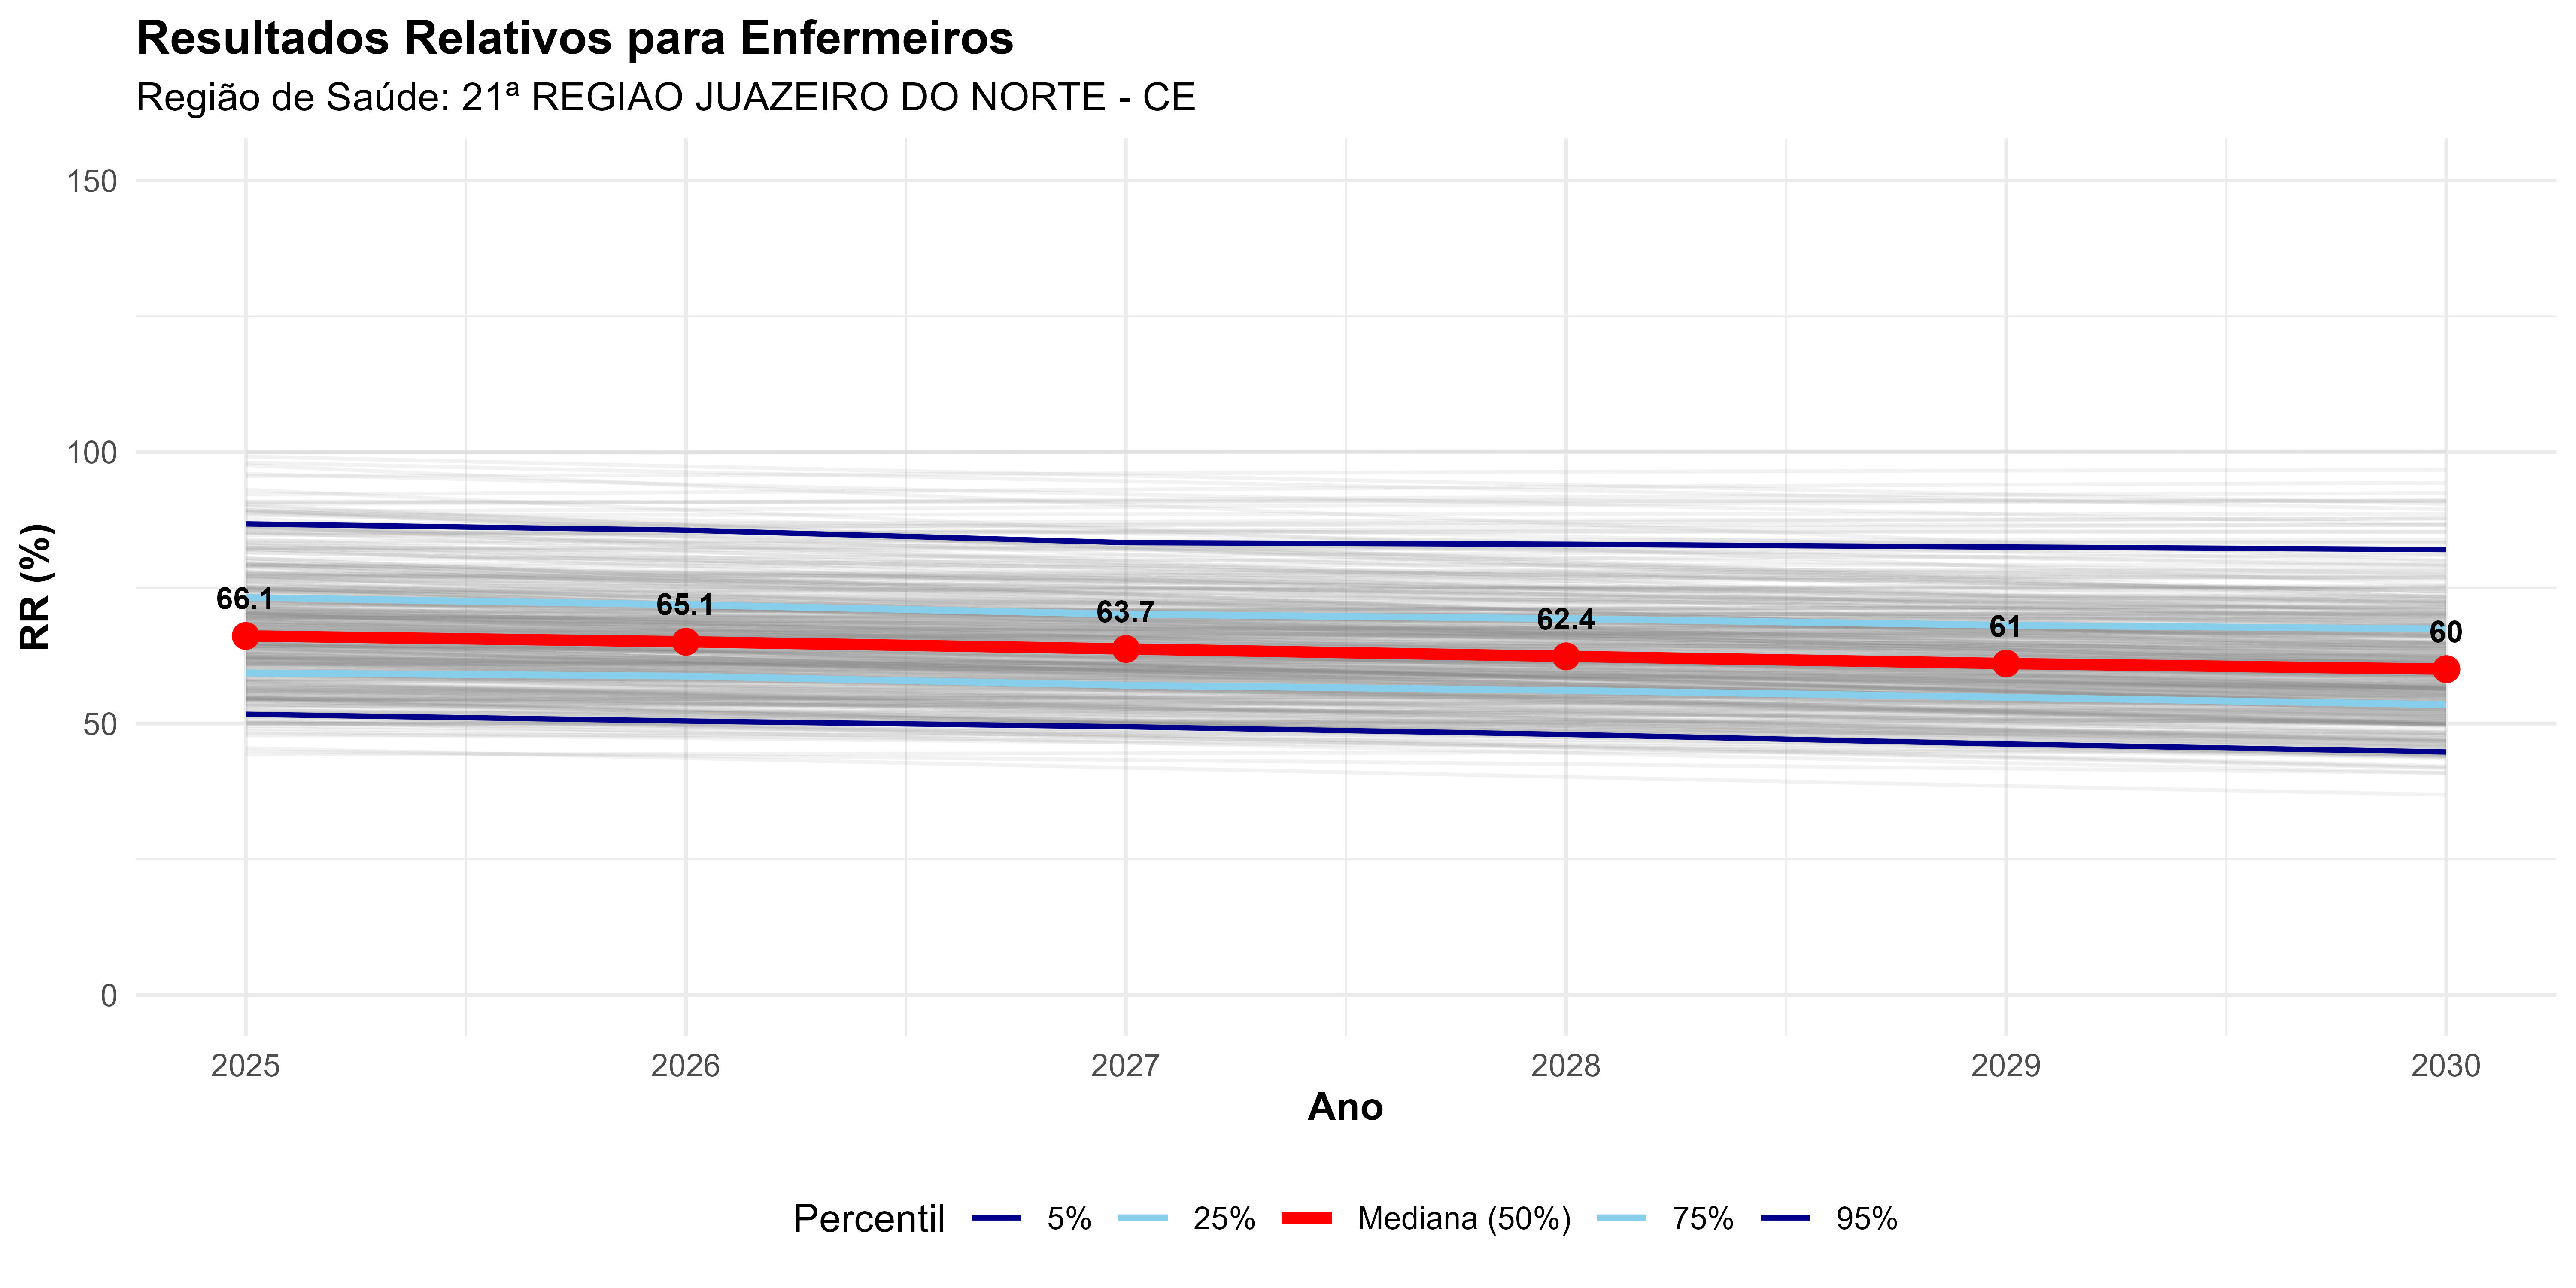 Resultados Relativos para Enfermeiros
Região de Saúde: 21ª REGIAO JUAZEIRO DO NORTE - CE
RR (%)
150
100
50
0
66.1
65.1
63.7
62.4
61
60
2025 2026 2027 2028 2029 2030
Ano
Percentil 5% 25% Mediana (50%) 75% 95%